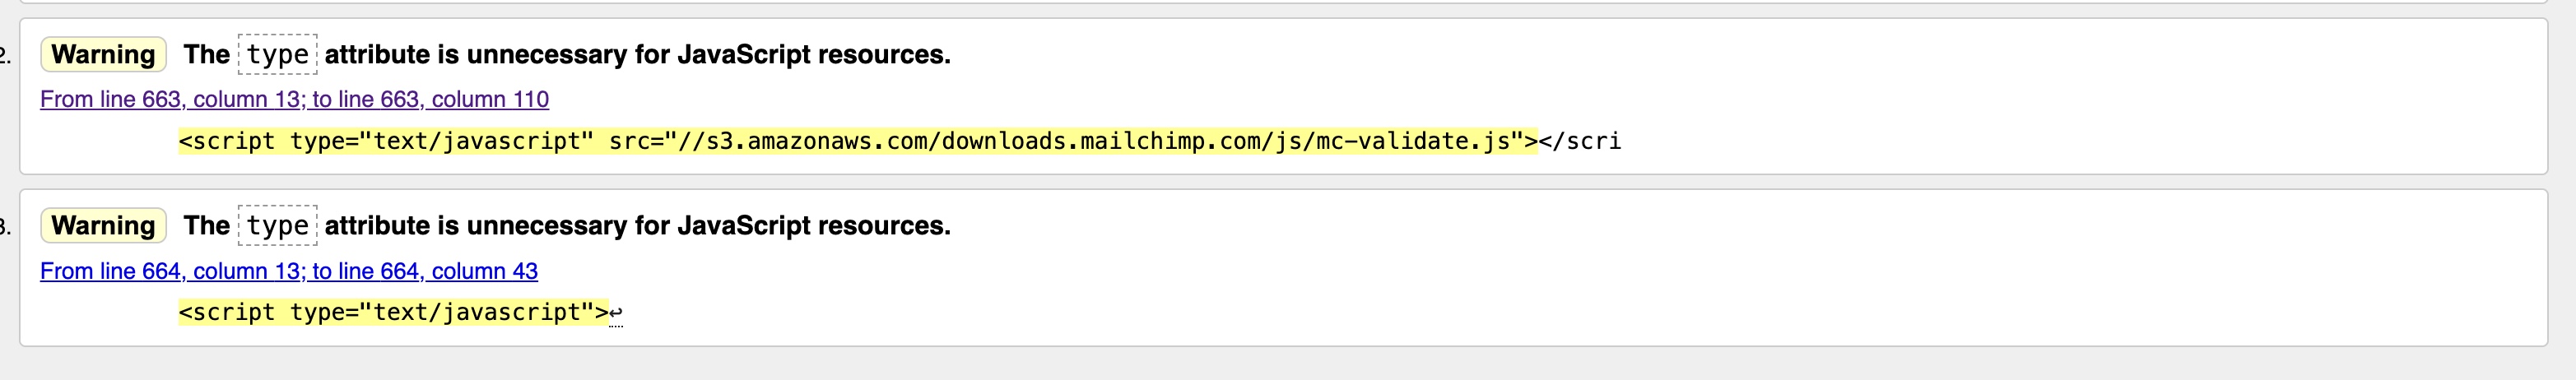 2. Warning The type attribute is unnecessary for JavaScript resources.
From line 663, column 13; to line 663, column 110
<script type="text/javascript" src="//s3.amazonaws.com/downloads.mailchimp.com/js/mc-validate.js"></scri
3. Warning The type attribute is unnecessary for JavaScript resources.
From line 664, column 13; to line 664, column 43
<script type="text/javascript">↩